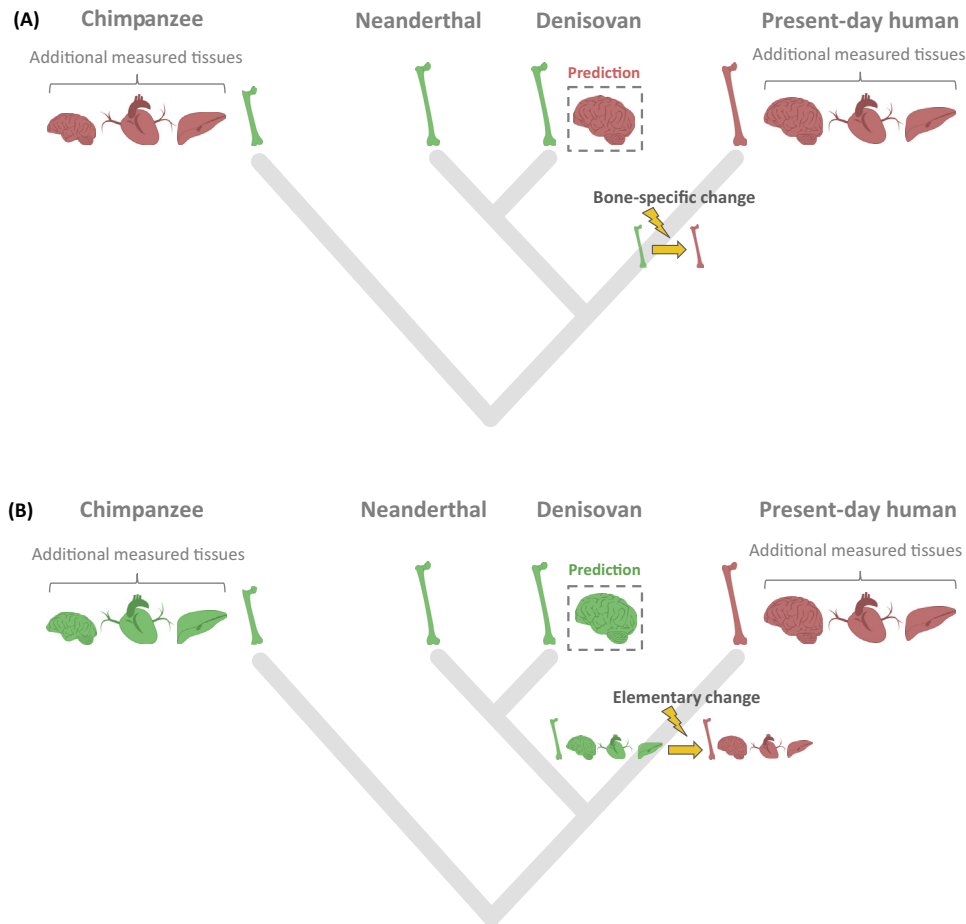 (A)
Chimpanzee
Neanderthal
Denisovan
Present-day human
Additional measured tissues
Additional measured tissues
Prediction
Bone-specific change
(B)
Chimpanzee
Neanderthal
Denisovan
Present-day human
Additional measured tissues
Additional measured tissues
Prediction
Elementary change